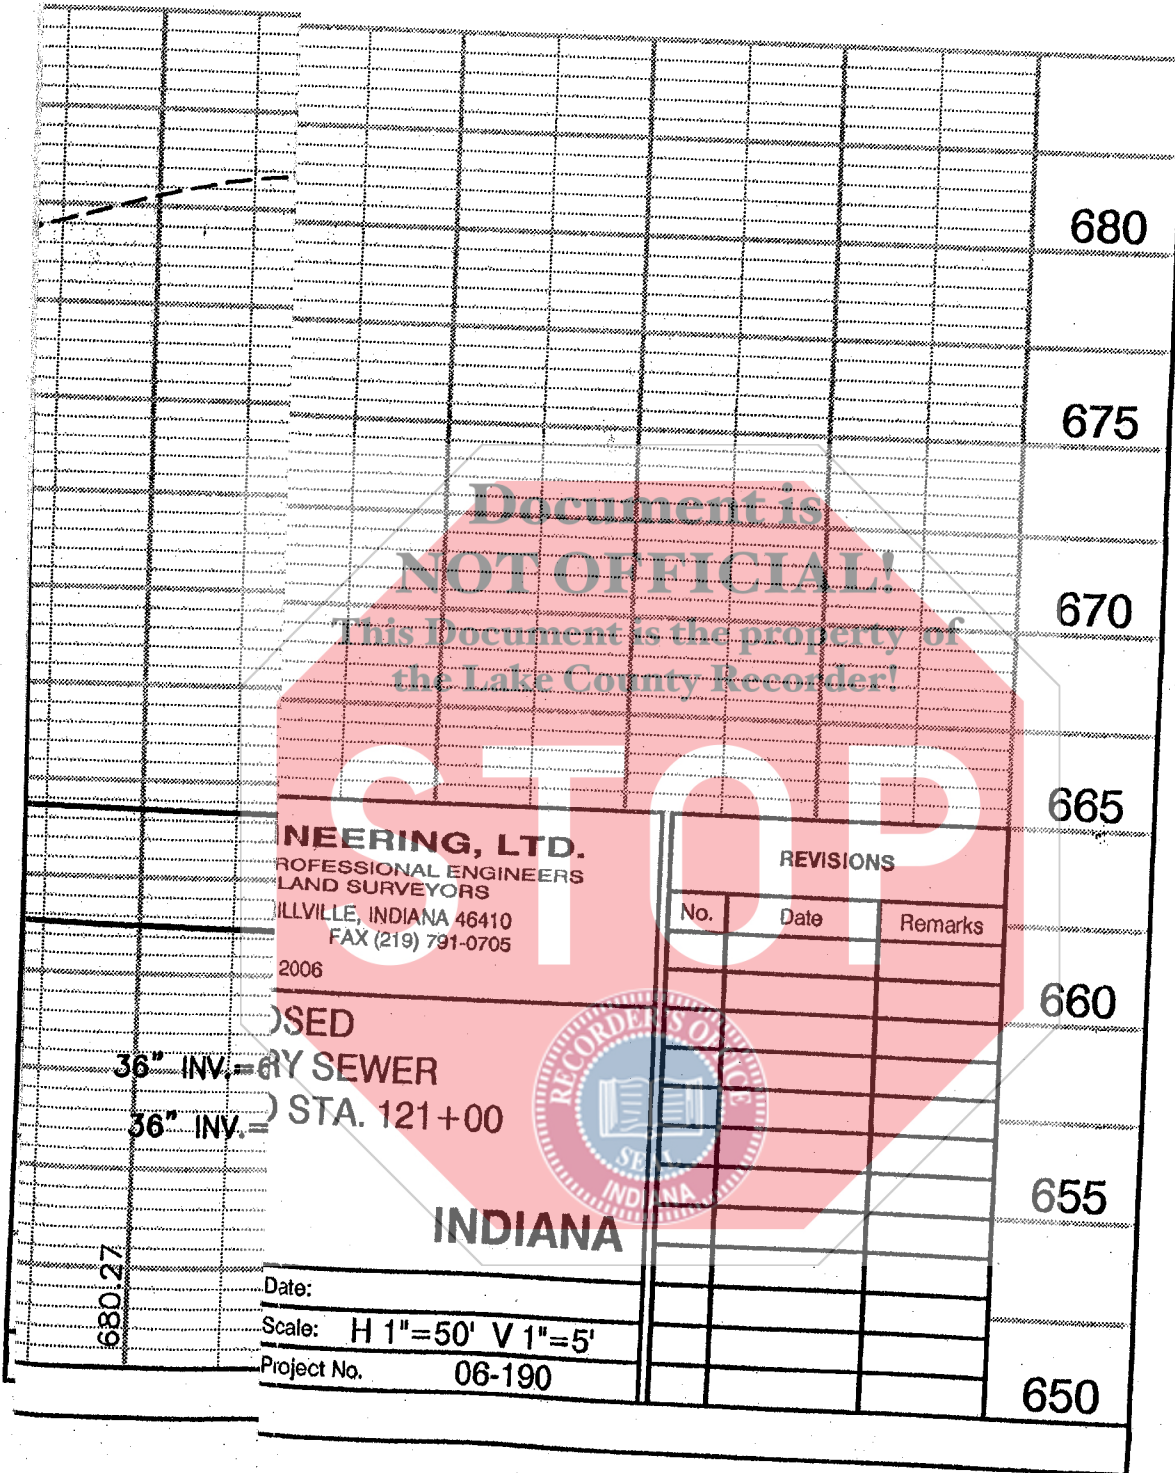 680
675
Document is
NOT OFFICIAL!
This Document is the property of
the Lake County Recorder!
670
STOP
665
NEERING, LTD.
ROFESSIONAL ENGINEERS
LAND SURVEYORS
ILLVILLE, INDIANA 46410
FAX (219) 791-0705
2006
REVISIONS
No. Date Remarks
660
OSED
36" INV.=
RY SEWER
36" INV.=
STA. 121+00
RECORDER'S OFFICE
SEAL
INDIANA
655
INDIANA
680.27
Date:
Scale: H 1"=50' V 1"=5'
Project No. 06-190
650